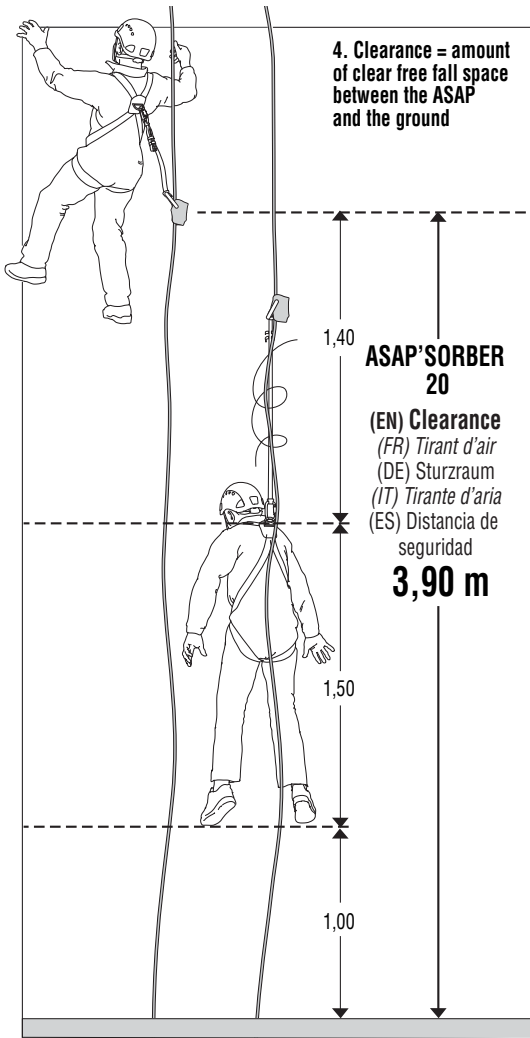 4. Clearance = amount
of clear free fall space
between the ASAP
and the ground
1,40
ASAP'SORBER
20
(EN) Clearance
(FR) Tirant d'air
(DE) Sturzraum
(IT) Tirante d'aria
(ES) Distancia de
seguridad
3,90 m
1,50
1,00